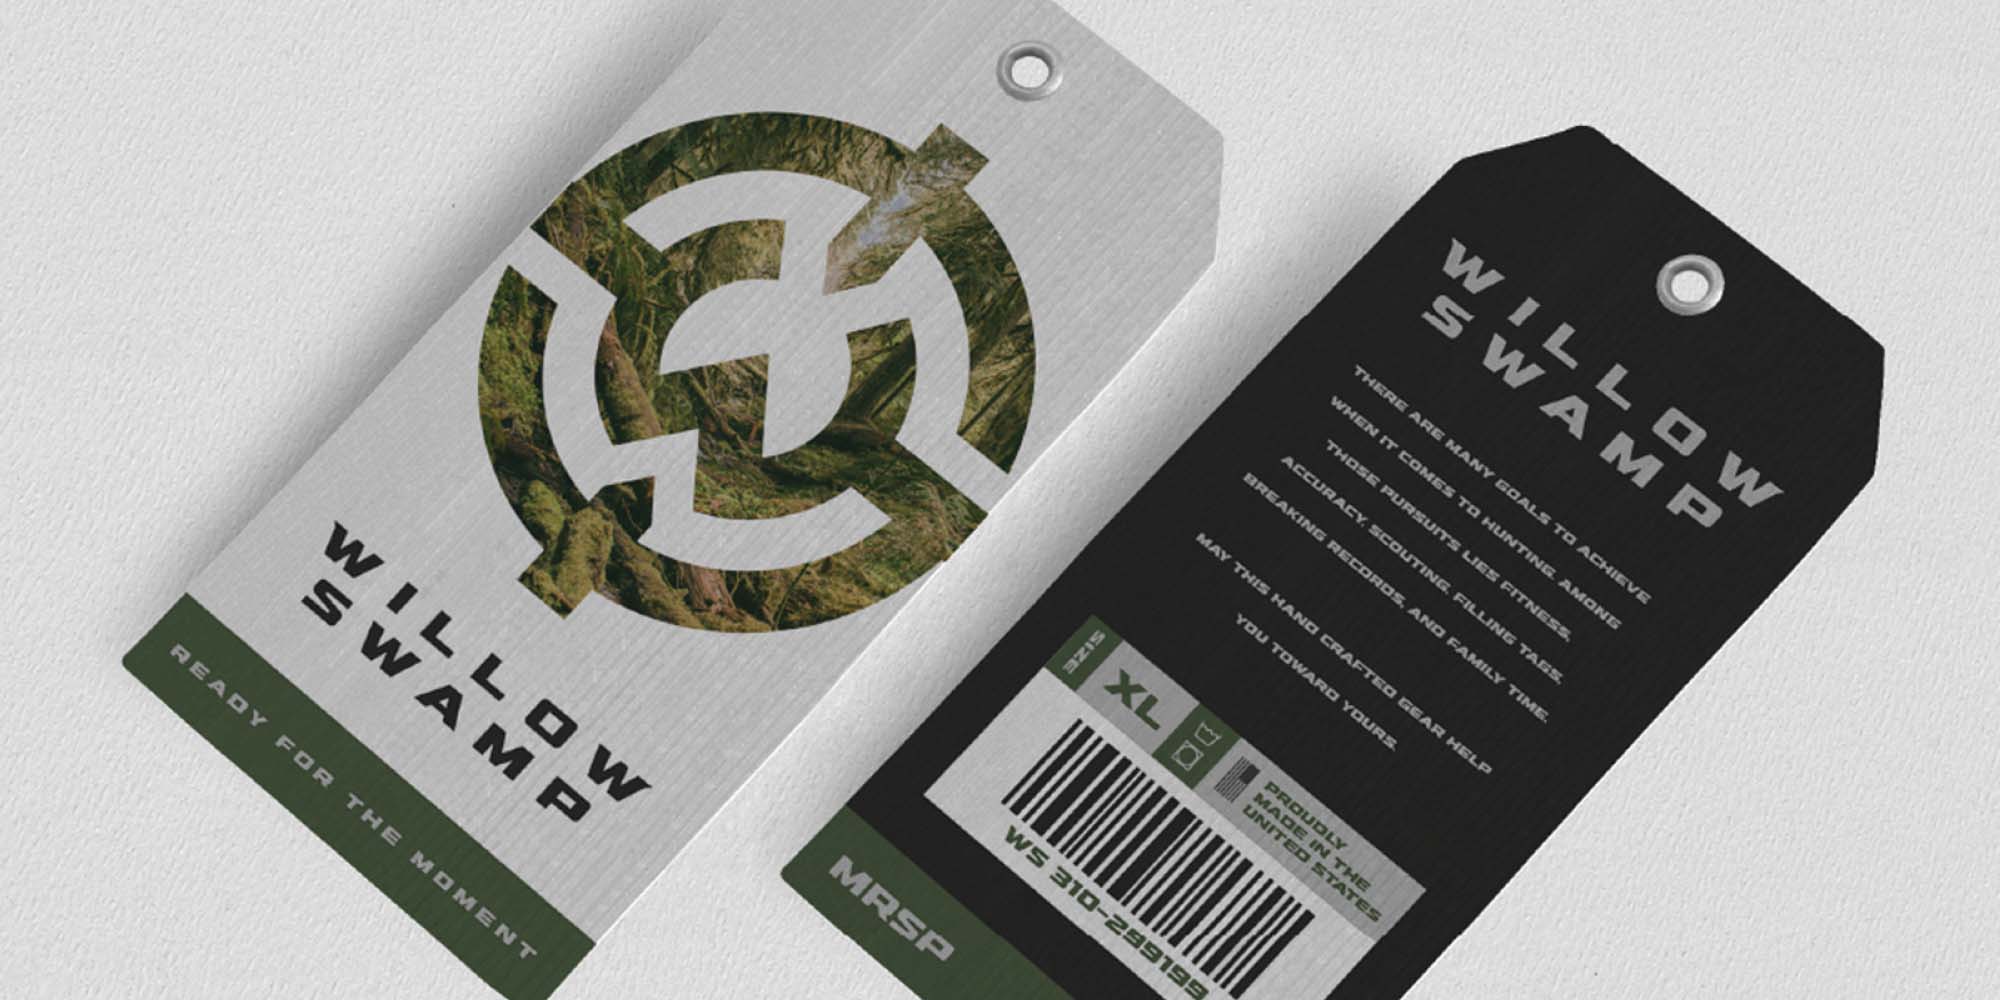 WILLOW
SWAMP
READY FOR THE MOMENT
WILLOW
SWAMP
THERE ARE MANY GOALS TO ACHIEVE
WHEN IT COMES TO HUNTING. AMONG
THOSE PURSUITS LIES FITNESS,
ACCURACY, SCOUTING, FILLING TAGS,
BREAKING RECORDS, AND FAMILY TIME.
MAY THIS HAND CRAFTED GEAR HELP
YOU TOWARD YOURS.
SIZE
XL
PROUDLY
MADE IN THE
UNITED STATES
WS 310-299199
MRSP